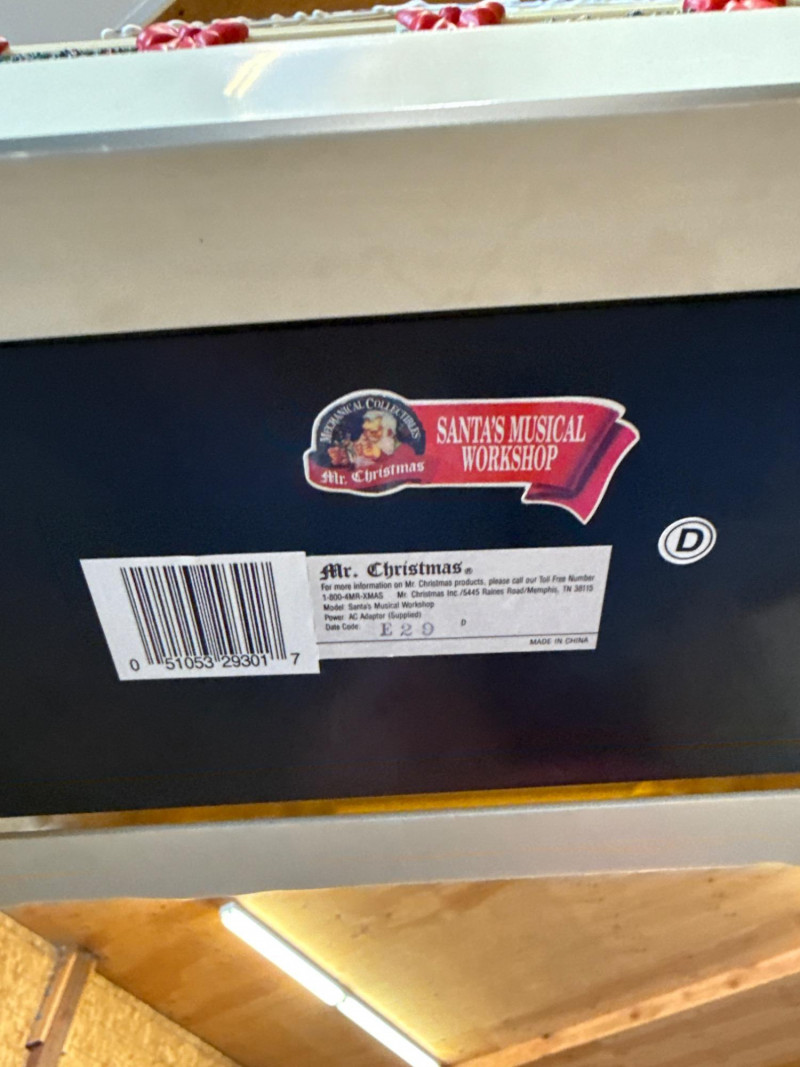 MECHANICAL COLLECTIBLES
Mr. Christmas
SANTA'S MUSICAL
WORKSHOP
D
Mr. Christmas®
For more information on Mr. Christmas products, please call our Toll Free Number
1-800-4MR-XMAS Mr. Christmas Inc./5445 Raines Road/Memphis, TN 38115
Model: Santa's Musical Workshop
Power: AC Adaptor (Supplied)
Date Code: E 2 9 D
MADE IN CHINA
0 51053 29301 7